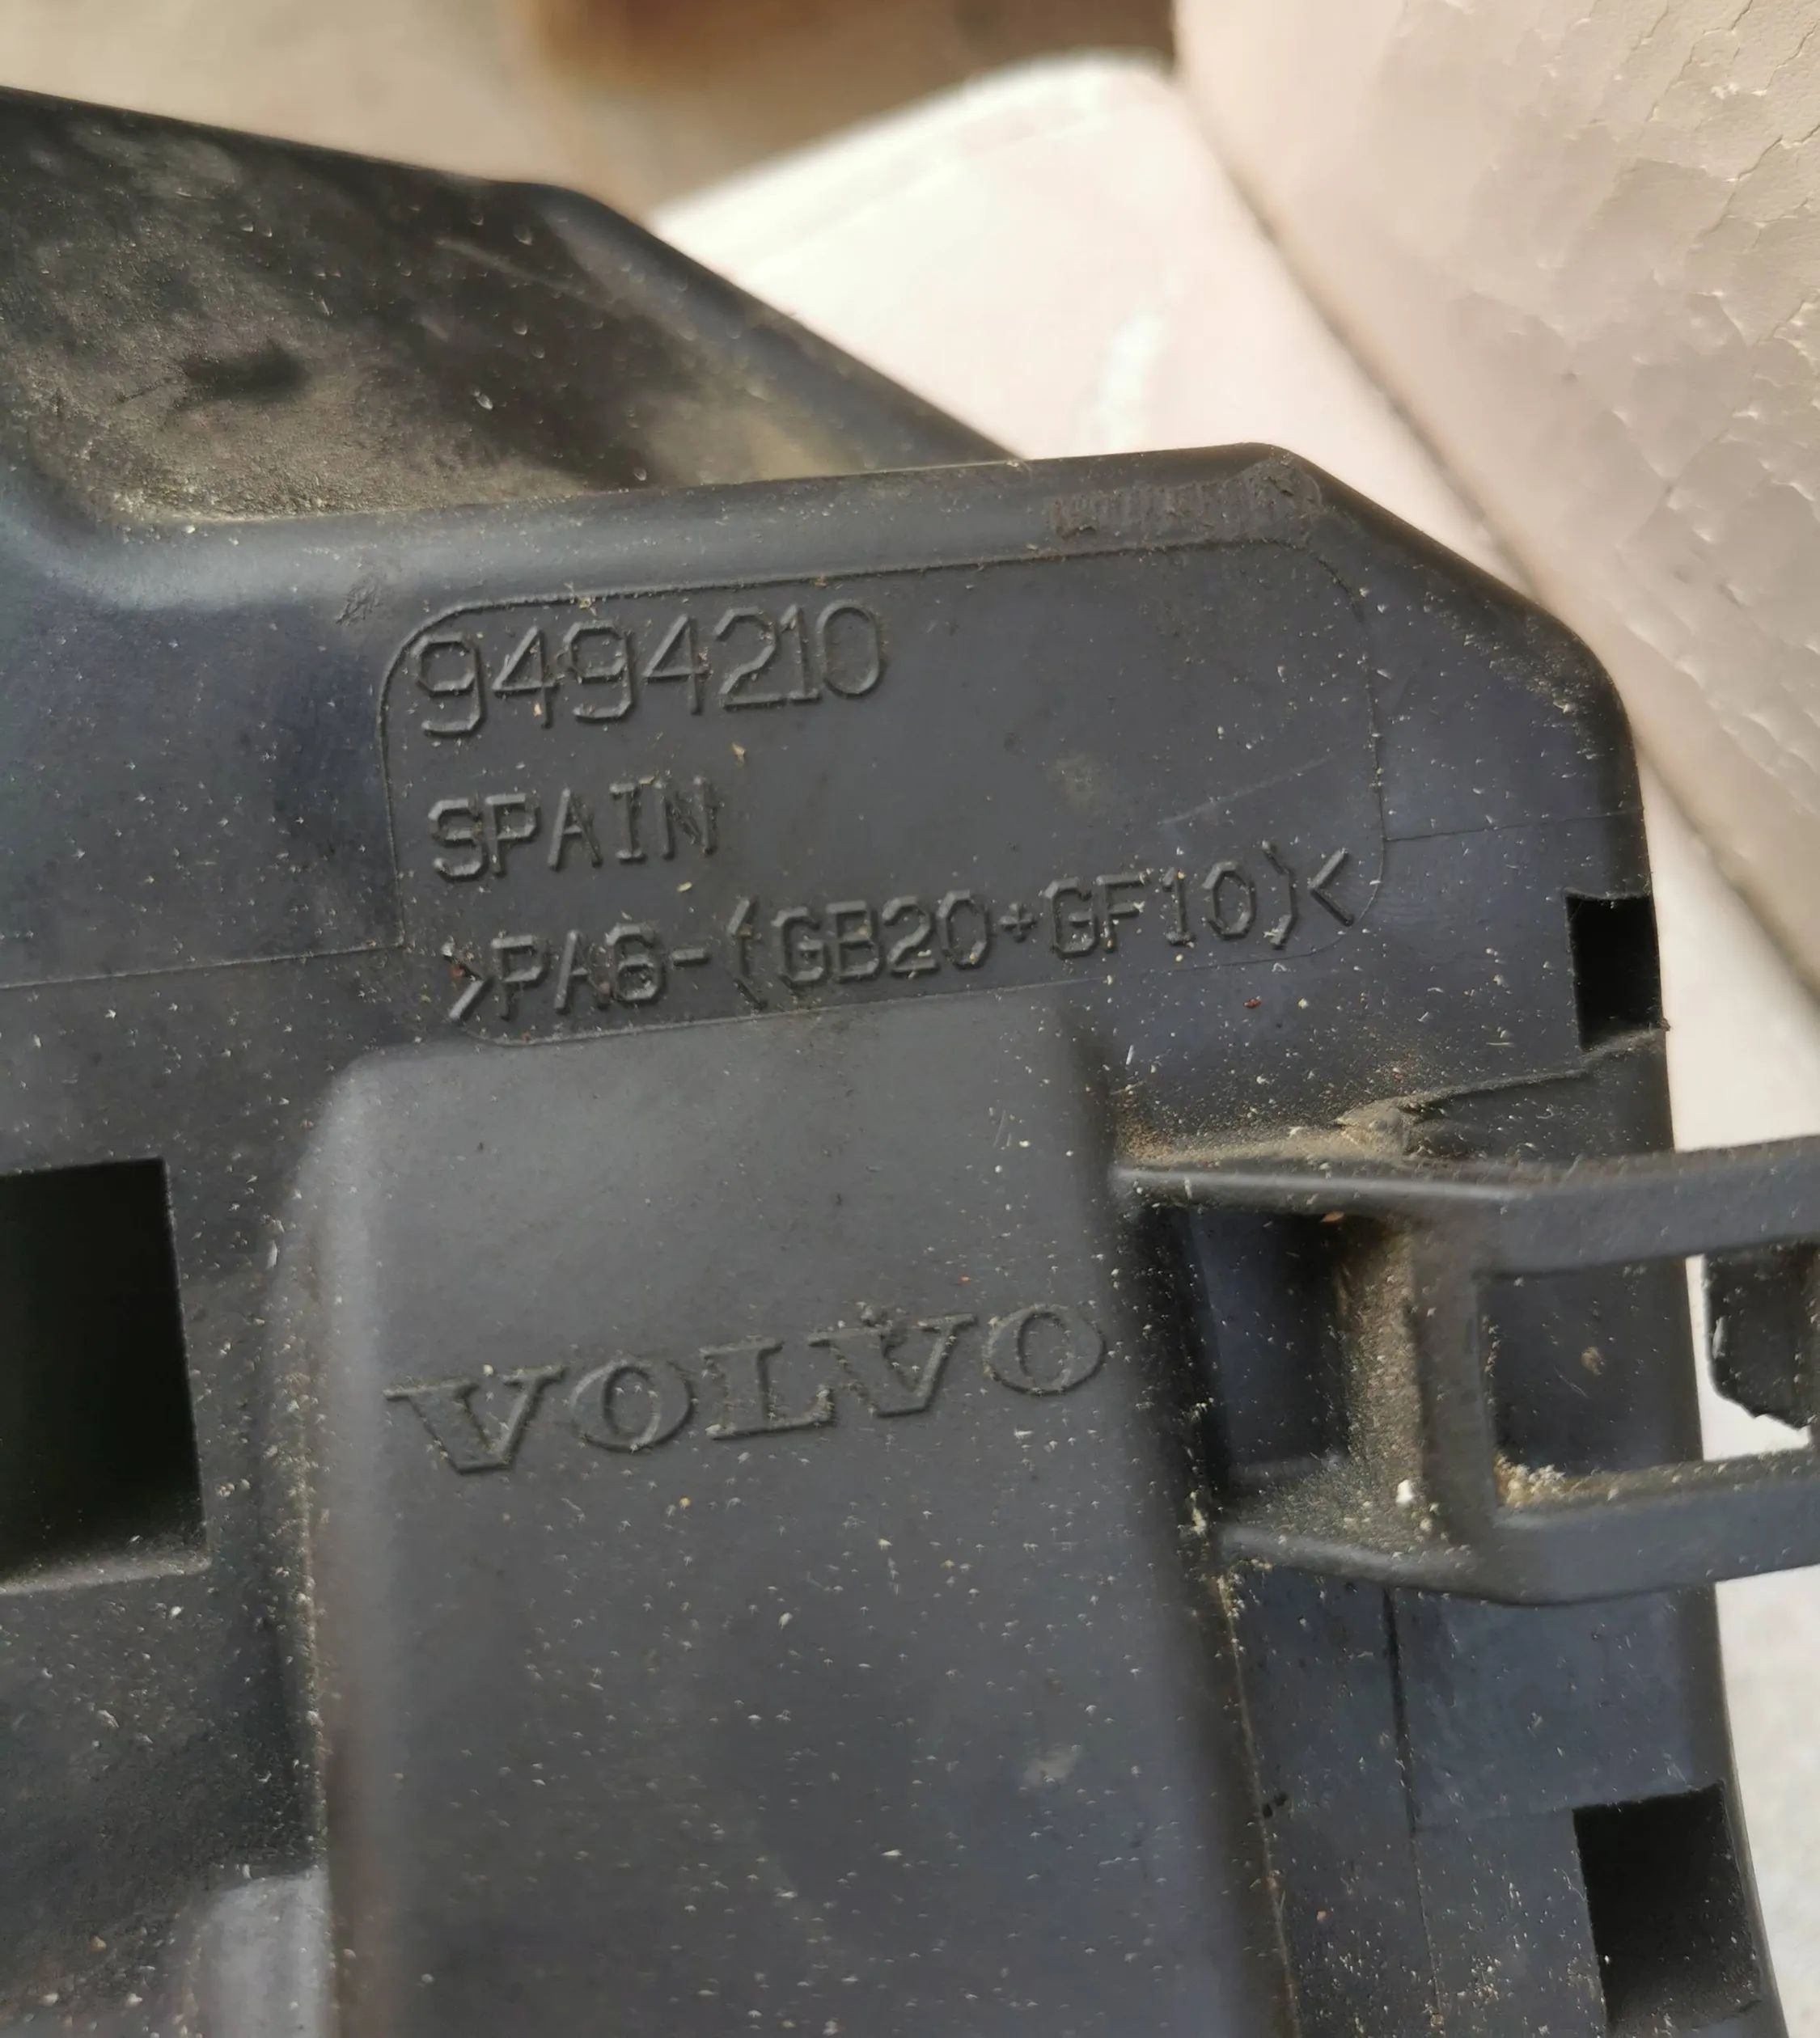 9494210
SPAIN
>PA6-(GB20+GF10)<
VOLVO